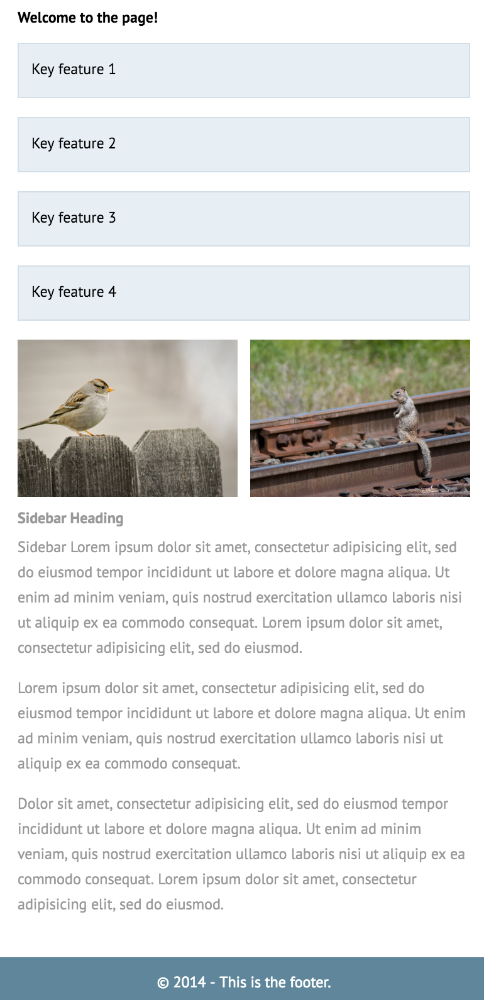 Welcome to the page!
Key feature 1
Key feature 2
Key feature 3
Key feature 4
Sidebar Heading
Sidebar Lorem ipsum dolor sit amet, consectetur adipisicing elit, sed
do eiusmod tempor incididunt ut labore et dolore magna aliqua. Ut
enim ad minim veniam, quis nostrud exercitation ullamco laboris nisi
ut aliquip ex ea commodo consequat. Lorem ipsum dolor sit amet,
consectetur adipisicing elit, sed do eiusmod.
Lorem ipsum dolor sit amet, consectetur adipisicing elit, sed do
eiusmod tempor incididunt ut labore et dolore magna aliqua. Ut enim
ad minim veniam, quis nostrud exercitation ullamco laboris nisi ut
aliquip ex ea commodo consequat.
Dolor sit amet, consectetur adipisicing elit, sed do eiusmod tempor
incididunt ut labore et dolore magna aliqua. Ut enim ad minim
veniam, quis nostrud exercitation ullamco laboris nisi ut aliquip ex ea
commodo consequat. Lorem ipsum dolor sit amet, consectetur
adipisicing elit, sed do eiusmod.
© 2014 - This is the footer.